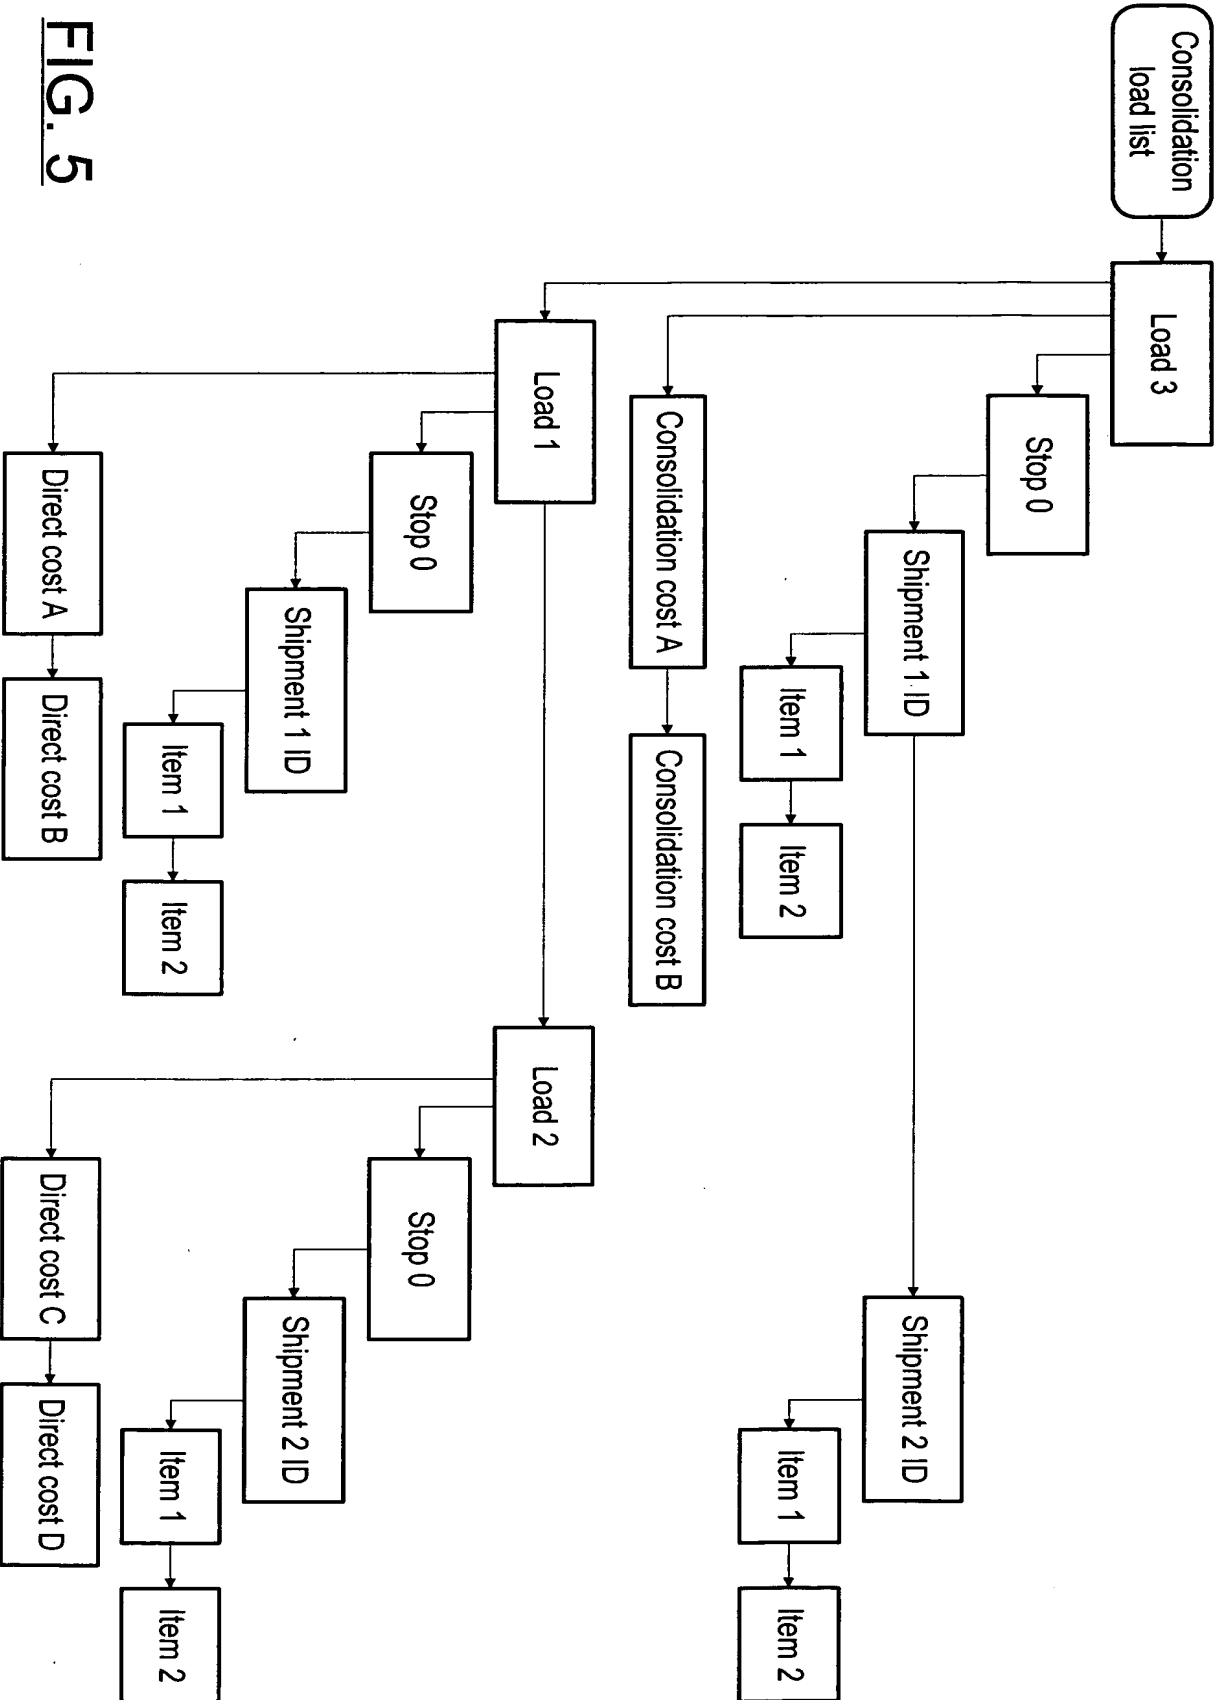 Consolidation
load list
Load 3
Stop 0
Shipment 1 ID
Shipment 2 ID
Item 1
Item 2
Item 1
Item 2
Consolidation cost A
Consolidation cost B
Load 1
Load 2
Stop 0
Stop 0
Shipment 1 ID
Shipment 2 ID
Item 1
Item 2
Item 1
Item 2
Direct cost A
Direct cost B
Direct cost C
Direct cost D
FIG. 5